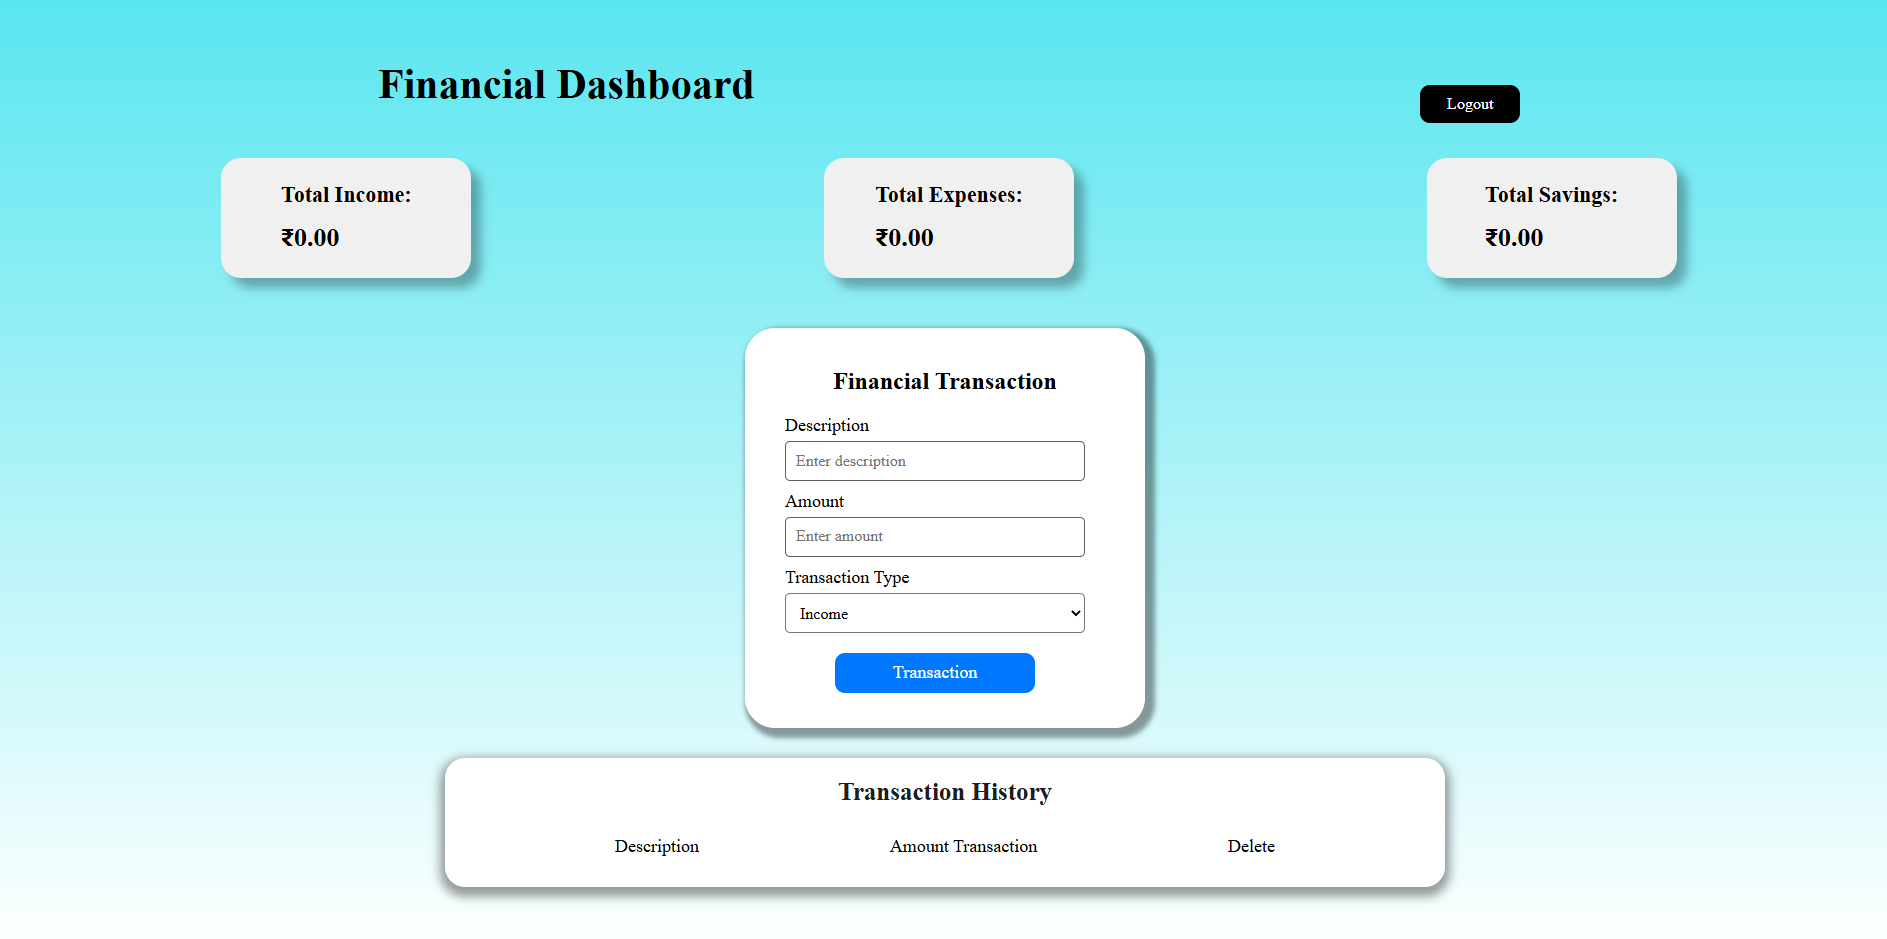 Financial Dashboard
Logout
Total Income:
₹0.00
Total Expenses:
₹0.00
Total Savings:
₹0.00
Financial Transaction
Description
Enter description
Amount
Enter amount
Transaction Type
Income
Transaction
Transaction History
Description Amount Transaction Delete